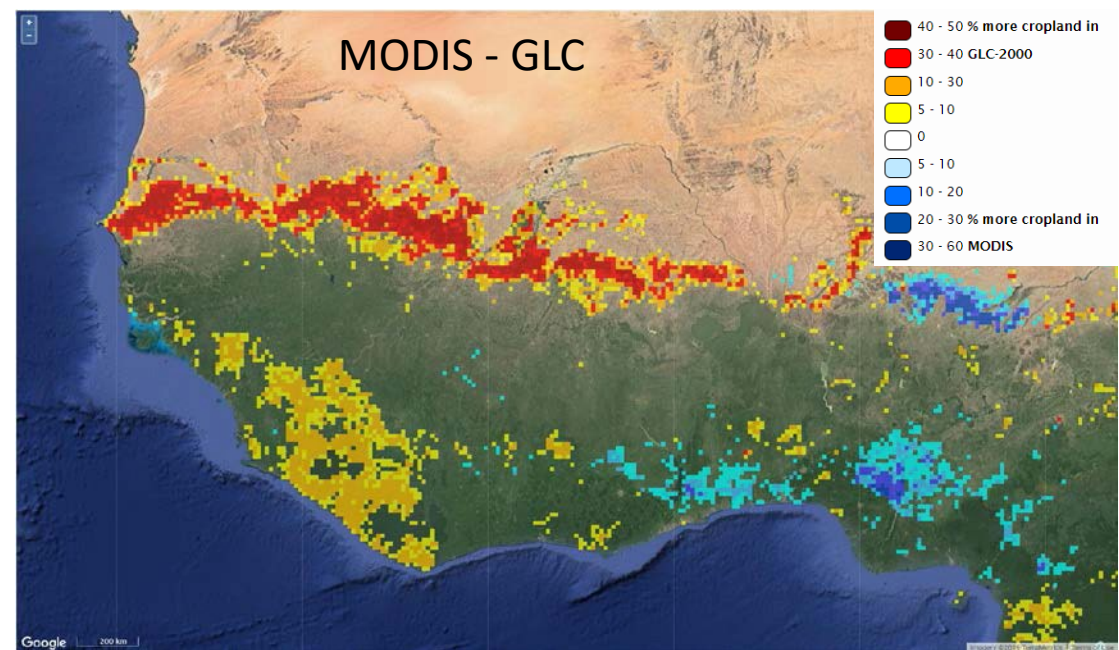 MODIS - GLC
+
-
40 - 50 % more cropland in
30 - 40 GLC-2000
10 - 30
5 - 10
0
5 - 10
10 - 20
20 - 30 % more cropland in
30 - 60 MODIS
Google
200 km